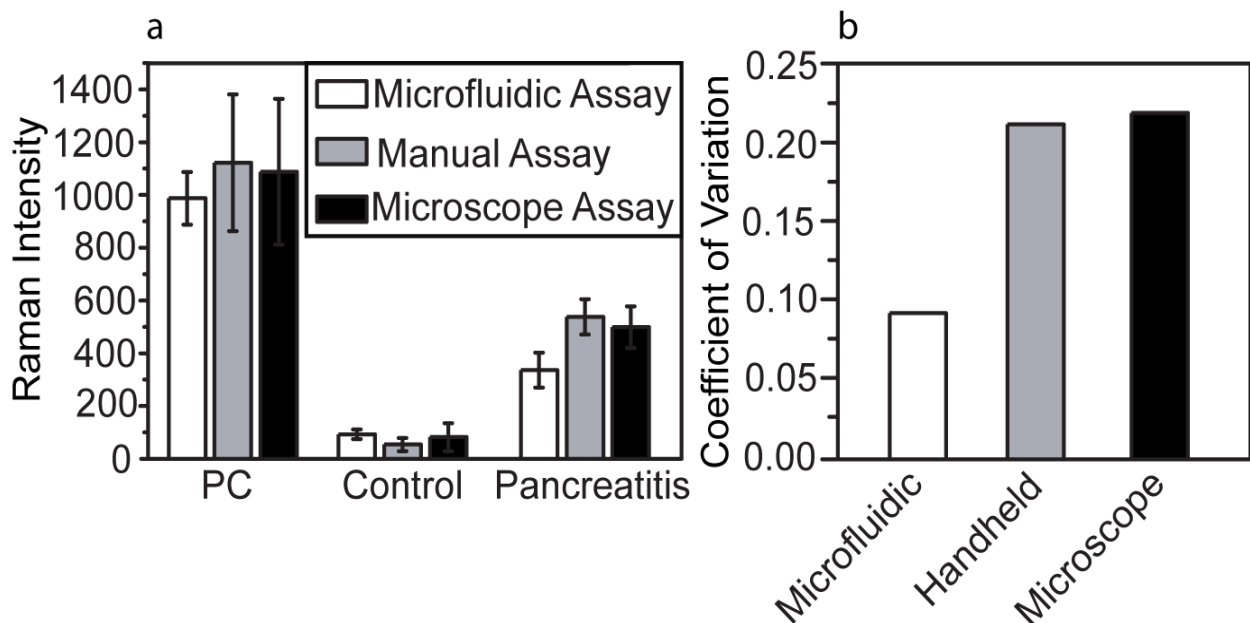 a
Raman Intensity
1400
1200
1000
800
600
400
200
0
Microfluidic Assay
Manual Assay
Microscope Assay
PC
Control
Pancreatitis
b
Coefficient of Variation
0.25
0.20
0.15
0.10
0.05
0.00
Microfluidic
Handheld
Microscope